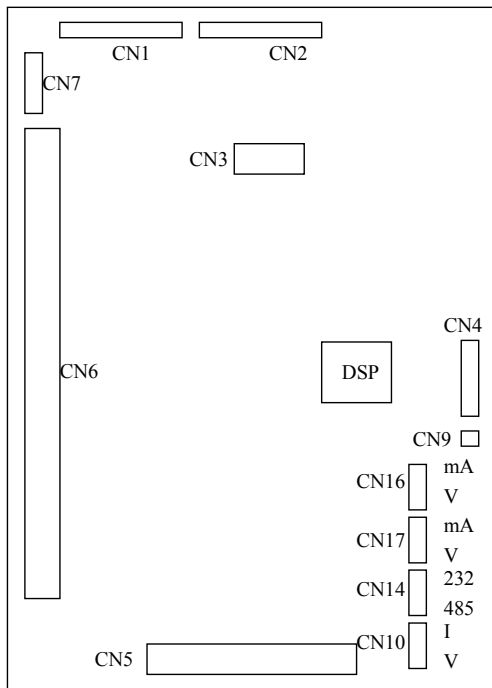 CN1 CN2
CN7
CN3
CN4
DSP
CN6
CN9
mA
CN16
V
mA
CN17
V
232
CN14
485
I
CN10
CN5
V